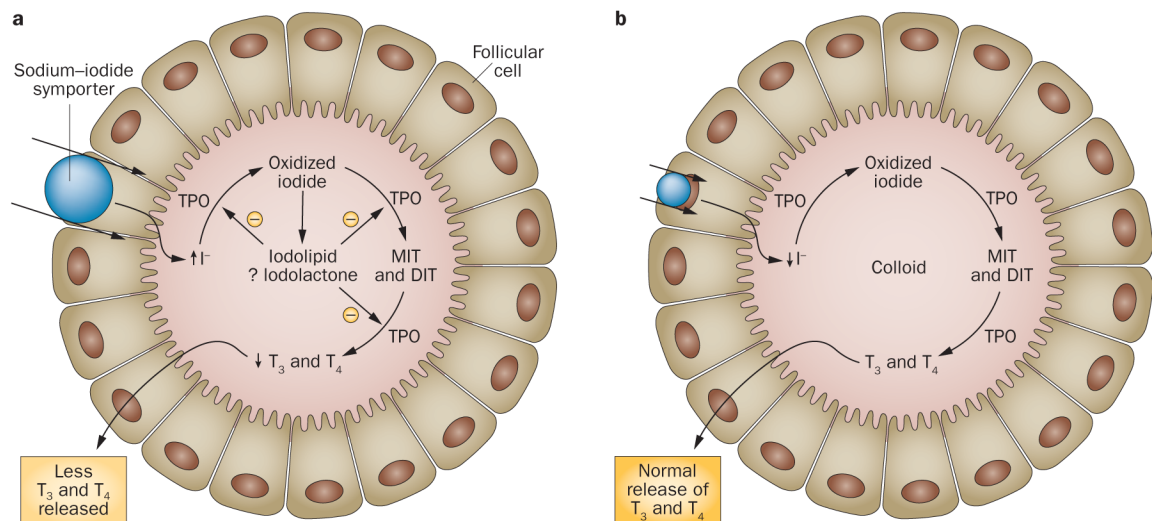 a
Sodium–iodide
symporter
Follicular
cell
Oxidized
iodide
TPO
TPO
–
–
↑ I⁻
Iodolipid
? Iodolactone
MIT
and DIT
–
TPO
↓ T₃ and T₄
Less
T₃ and T₄
released
b
Oxidized
iodide
TPO
TPO
↓ I⁻
Colloid
MIT
and DIT
TPO
T₃ and T₄
Normal
release of
T₃ and T₄